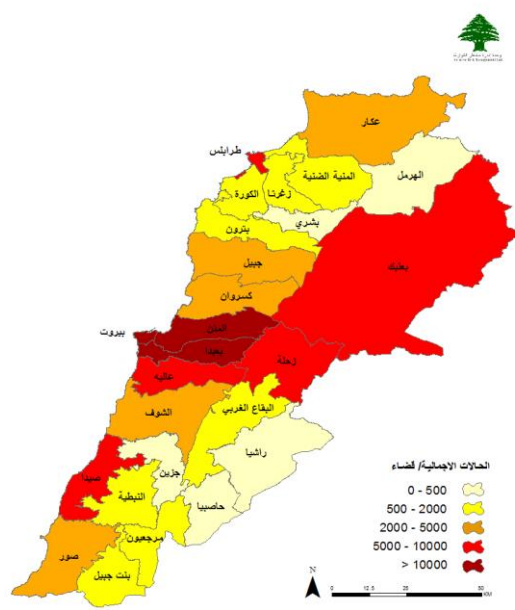 عكار
طرابلس
المنية الضنية
الهرمل
زغرتا
الكورة
بشري
بترون
بعلبك
جبيل
كسروان
المتن
بيروت
بعبدا
زحلة
عاليه
البقاع الغربي
الشوف
راشيا
جزين
صيدا
النبطية
حاصبيا
مرجعيون
صور
بنت جبيل
الحالات الاجمالية/ قضاء
0 - 500
500 - 2000
2000 - 5000
5000 - 10000
> 10000
N
0 12.5 25 50
KM